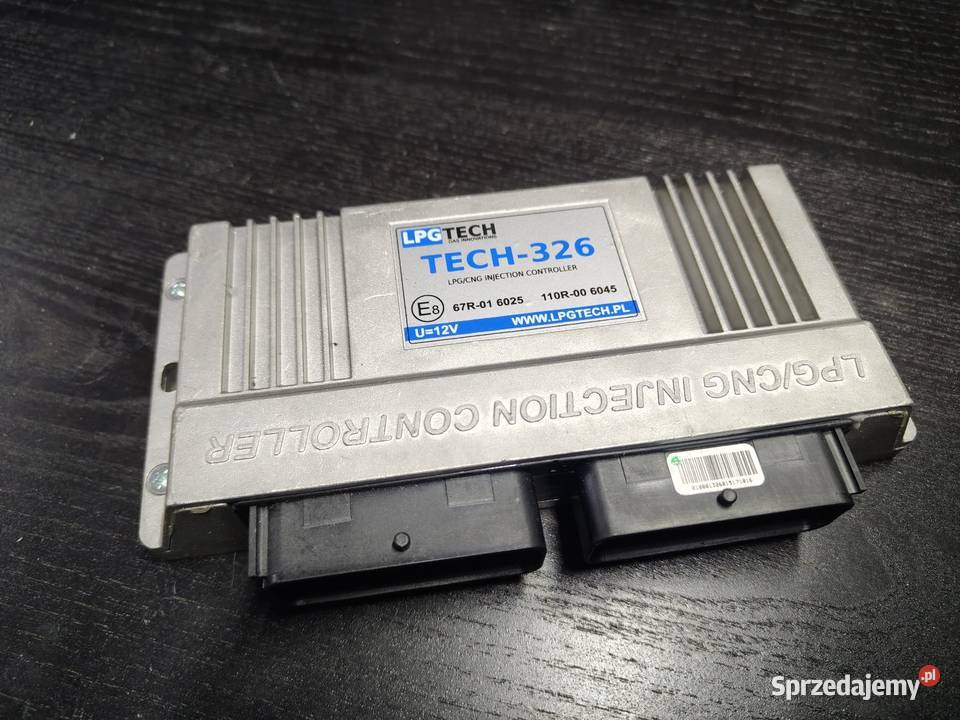 LPGTECH
GAS INNOVATIONS
TECH-326
LPG/CNG INJECTION CONTROLLER
E8 67R-01 6025 110R-00 6045
U=12V WWW.LPGTECH.PL
LPG/CNG INJECTION CONTROLLER
Sprzedajemy.pl